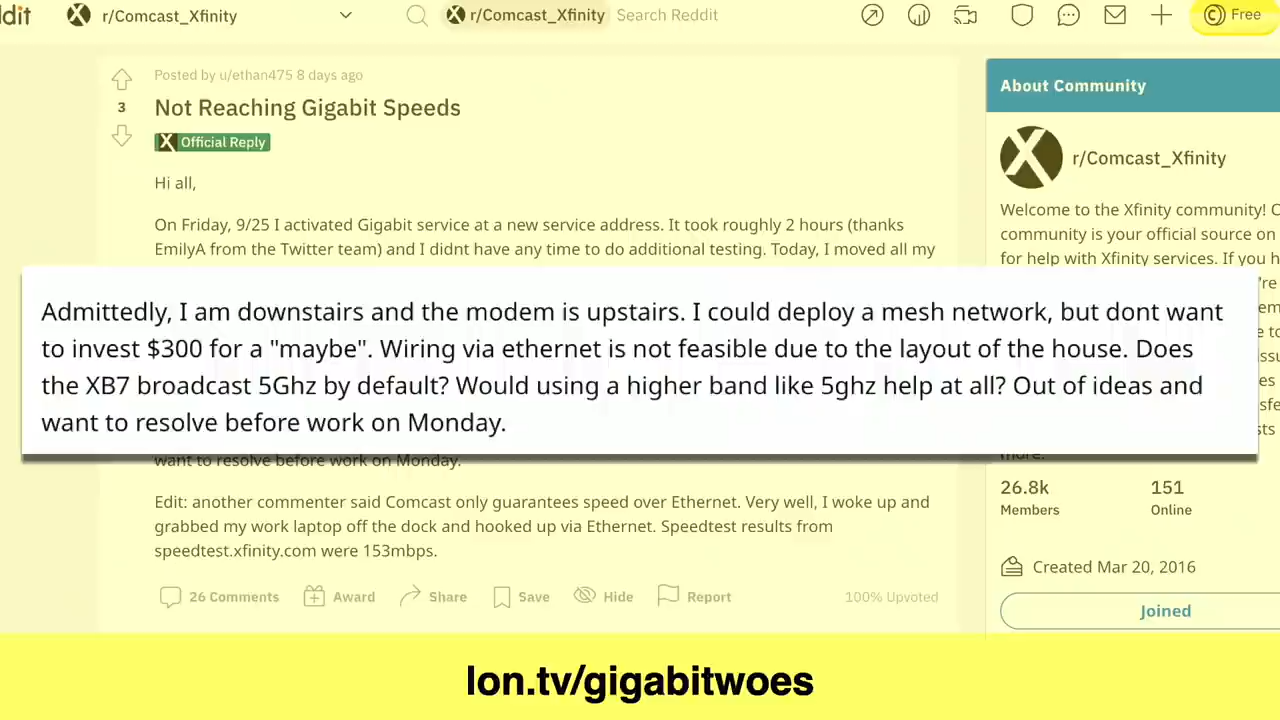 ddit r/Comcast_Xfinity r/Comcast_Xfinity Search Reddit Free
Posted by u/ethan475 8 days ago
3
Not Reaching Gigabit Speeds
Official Reply
Hi all,
On Friday, 9/25 I activated Gigabit service at a new service address. It took roughly 2 hours (thanks
EmilyA from the Twitter team) and I didnt have any time to do additional testing. Today, I moved all my
Admittedly, I am downstairs and the modem is upstairs. I could deploy a mesh network, but dont want
to invest $300 for a "maybe". Wiring via ethernet is not feasible due to the layout of the house. Does
the XB7 broadcast 5Ghz by default? Would using a higher band like 5ghz help at all? Out of ideas and
want to resolve before work on Monday.
want to resolve before work on Monday.
Edit: another commenter said Comcast only guarantees speed over Ethernet. Very well, I woke up and
grabbed my work laptop off the dock and hooked up via Ethernet. Speedtest results from
speedtest.xfinity.com were 153mbps.
26 Comments Award Share Save Hide Report 100% Upvoted
About Community
r/Comcast_Xfinity
Welcome to the Xfinity community! O
community is your official source on
for help with Xfinity services. If you h
more.
26.8k 151
Members Online
Created Mar 20, 2016
Joined
lon.tv/gigabitwoes